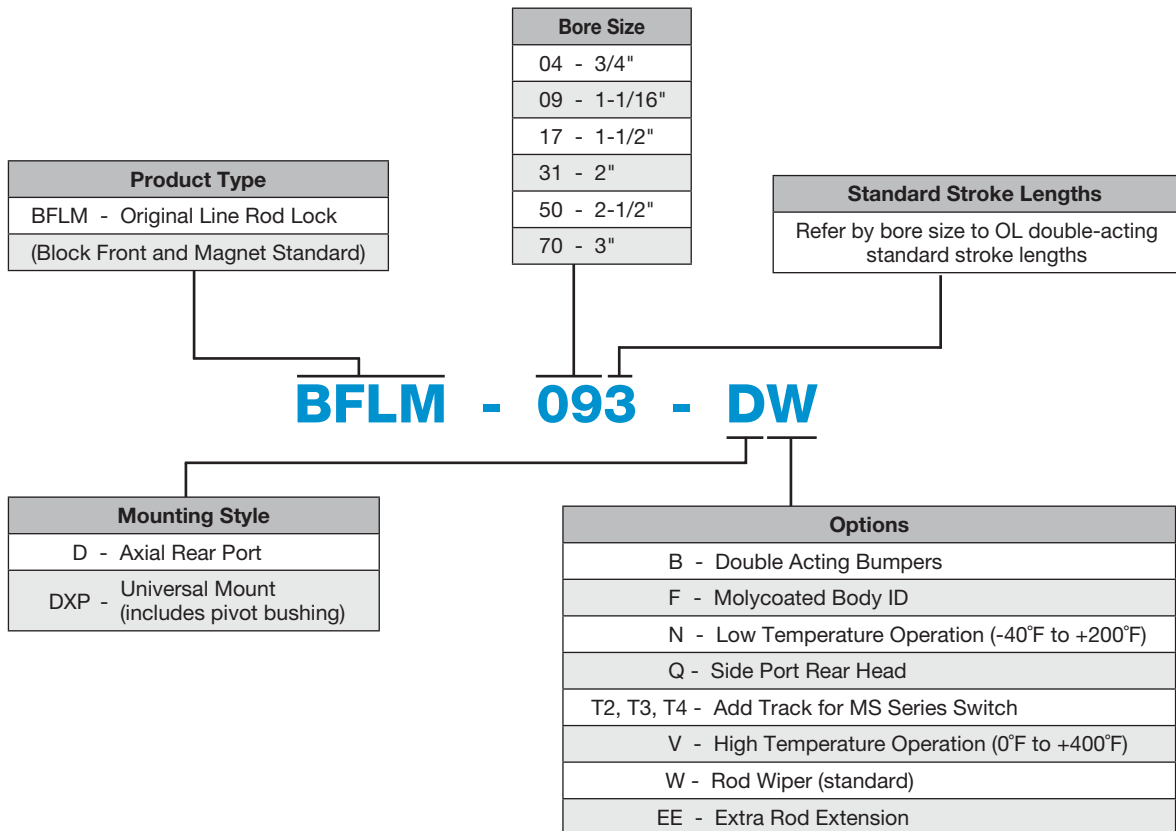 Bore Size
04 - 3/4"
09 - 1-1/16"
17 - 1-1/2"
31 - 2"
50 - 2-1/2"
70 - 3"
Product Type
BFLM - Original Line Rod Lock
(Block Front and Magnet Standard)
Standard Stroke Lengths
Refer by bore size to OL double-acting
standard stroke lengths
BFLM - 093 - DW
Mounting Style
D - Axial Rear Port
DXP - Universal Mount
(includes pivot bushing)
Options
B - Double Acting Bumpers
F - Molycoated Body ID
N - Low Temperature Operation (-40˚F to +200˚F)
Q - Side Port Rear Head
T2, T3, T4 - Add Track for MS Series Switch
V - High Temperature Operation (0˚F to +400˚F)
W - Rod Wiper (standard)
EE - Extra Rod Extension